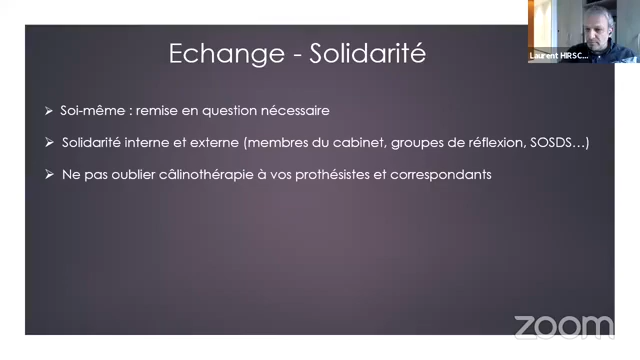 Echange - Solidarité
Laurent HIRSC...
➢ Soi-même : remise en question nécessaire
➢ Solidarité interne et externe (membres du cabinet, groupes de réflexion, SOSDS…)
➢ Ne pas oublier câlinothérapie à vos prothésistes et correspondants
zoom